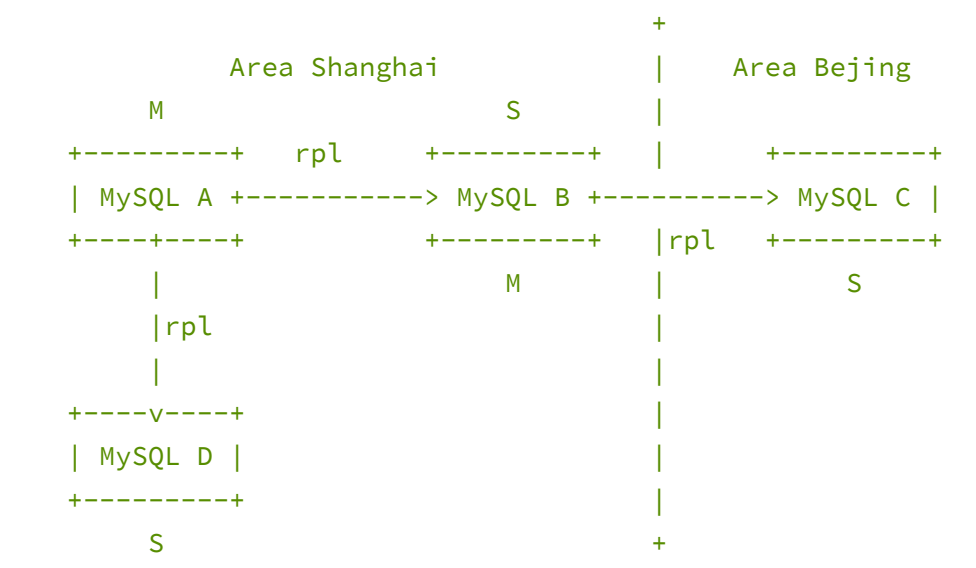 +
          Area Shanghai                 |    Area Bejing
     M                     S            |
+---------+   rpl     +---------+   |      +---------+
| MySQL A +-----------> MySQL B +----------> MySQL C |
+----+----+           +---------+   |rpl   +---------+
     |                     M        |           S
     |rpl                           |
     |                              |
+----v----+                         |
| MySQL D |                         |
+---------+                         |
     S                              +